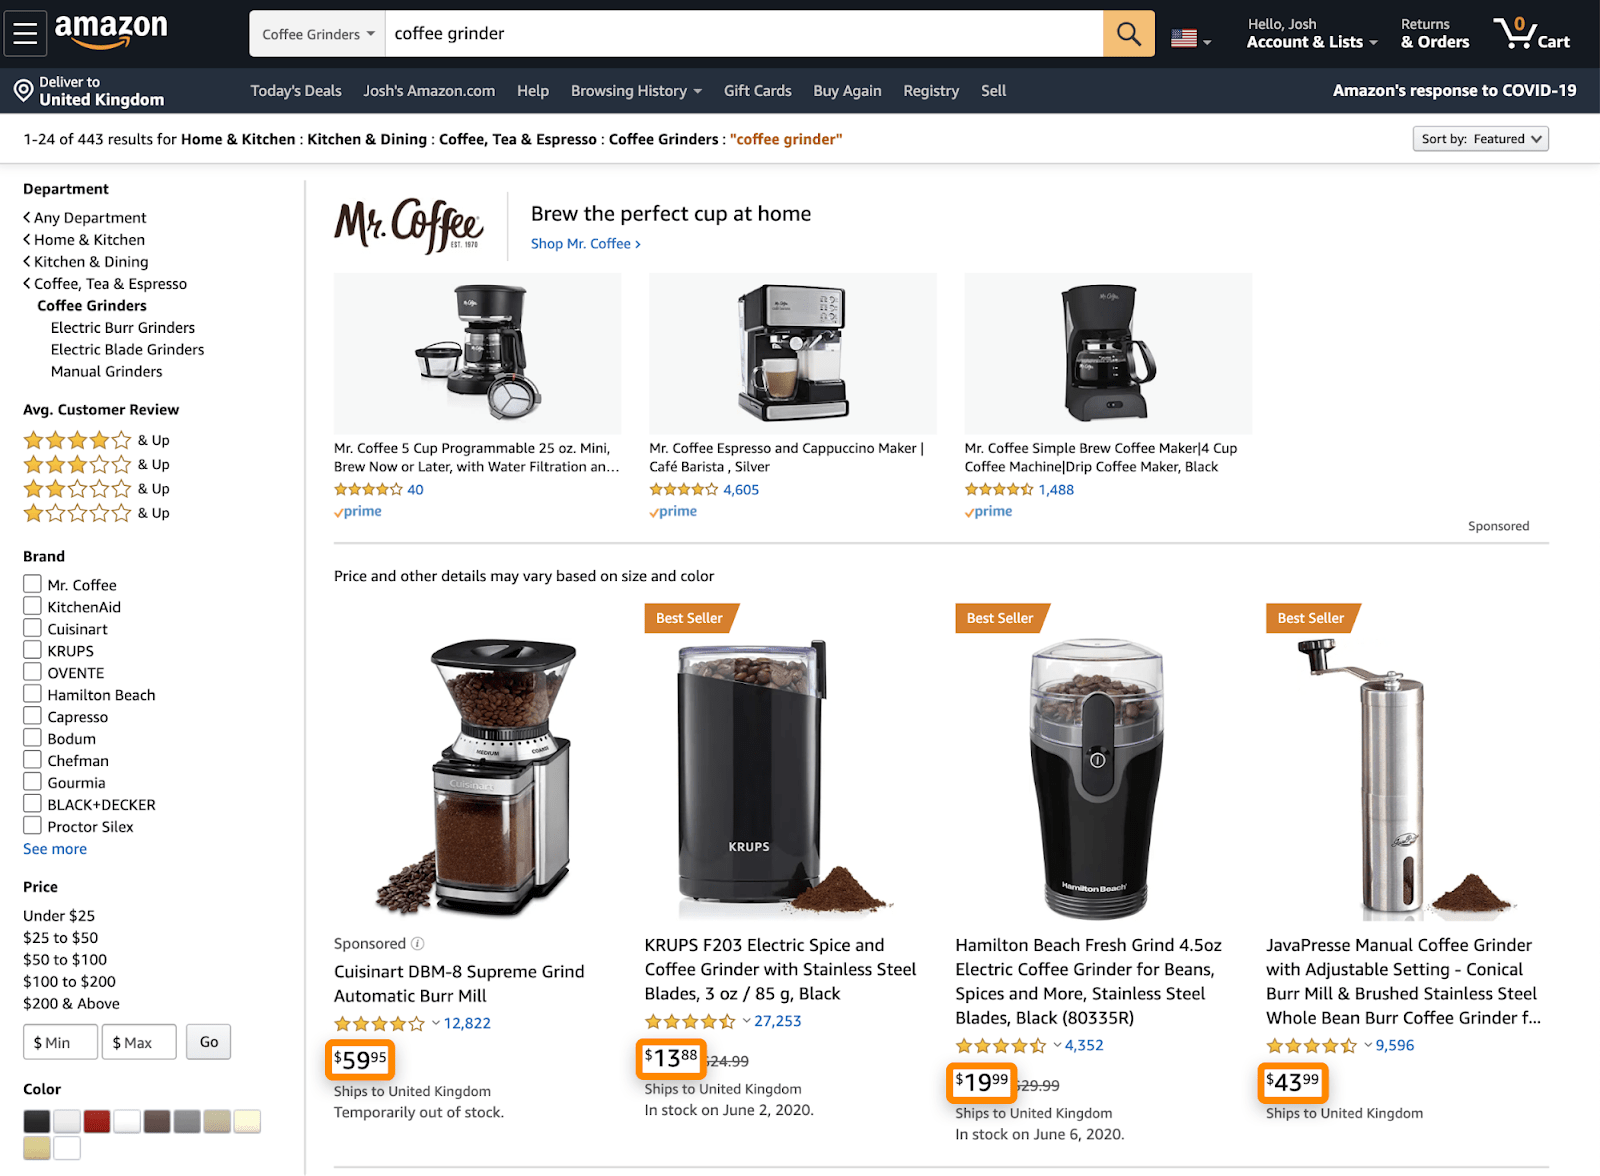 amazon
Coffee Grinders
coffee grinder
Hello, Josh
Account & Lists
Returns
& Orders
0
Cart
Deliver to
United Kingdom
Today's Deals
Josh's Amazon.com
Help
Browsing History
Gift Cards
Buy Again
Registry
Sell
Amazon's response to COVID-19
1-24 of 443 results for Home & Kitchen : Kitchen & Dining : Coffee, Tea & Espresso : Coffee Grinders : "coffee grinder"
Sort by: Featured
Department
Any Department
Home & Kitchen
Kitchen & Dining
Coffee, Tea & Espresso
Coffee Grinders
Electric Burr Grinders
Electric Blade Grinders
Manual Grinders
Avg. Customer Review
& Up
& Up
& Up
& Up
Brand
Mr. Coffee
KitchenAid
Cuisinart
KRUPS
OVENTE
Hamilton Beach
Capresso
Bodum
Chefman
Gourmia
BLACK+DECKER
Proctor Silex
See more
Price
Under $25
$25 to $50
$50 to $100
$100 to $200
$200 & Above
$ Min
$ Max
Go
Color
Mr. Coffee
EST. 1970
Brew the perfect cup at home
Shop Mr. Coffee ›
Mr. Coffee 5 Cup Programmable 25 oz. Mini,
Brew Now or Later, with Water Filtration an...
40
prime
Mr. Coffee Espresso and Cappuccino Maker |
Café Barista , Silver
4,605
prime
Mr. Coffee Simple Brew Coffee Maker|4 Cup
Coffee Machine|Drip Coffee Maker, Black
1,488
prime
Sponsored
Price and other details may vary based on size and color
MEDIUM
COARSE
Cuisinart
Sponsored
Cuisinart DBM-8 Supreme Grind
Automatic Burr Mill
12,822
$5995
Ships to United Kingdom
Temporarily out of stock.
Best Seller
KRUPS
KRUPS F203 Electric Spice and
Coffee Grinder with Stainless Steel
Blades, 3 oz / 85 g, Black
27,253
$1388 $24.99
Ships to United Kingdom
In stock on June 2, 2020.
Best Seller
Hamilton Beach
Hamilton Beach Fresh Grind 4.5oz
Electric Coffee Grinder for Beans,
Spices and More, Stainless Steel
Blades, Black (80335R)
4,352
$1999 $29.99
Ships to United Kingdom
In stock on June 6, 2020.
Best Seller
JavaPresse Manual Coffee Grinder
with Adjustable Setting - Conical
Burr Mill & Brushed Stainless Steel
Whole Bean Burr Coffee Grinder f...
9,596
$4399
Ships to United Kingdom